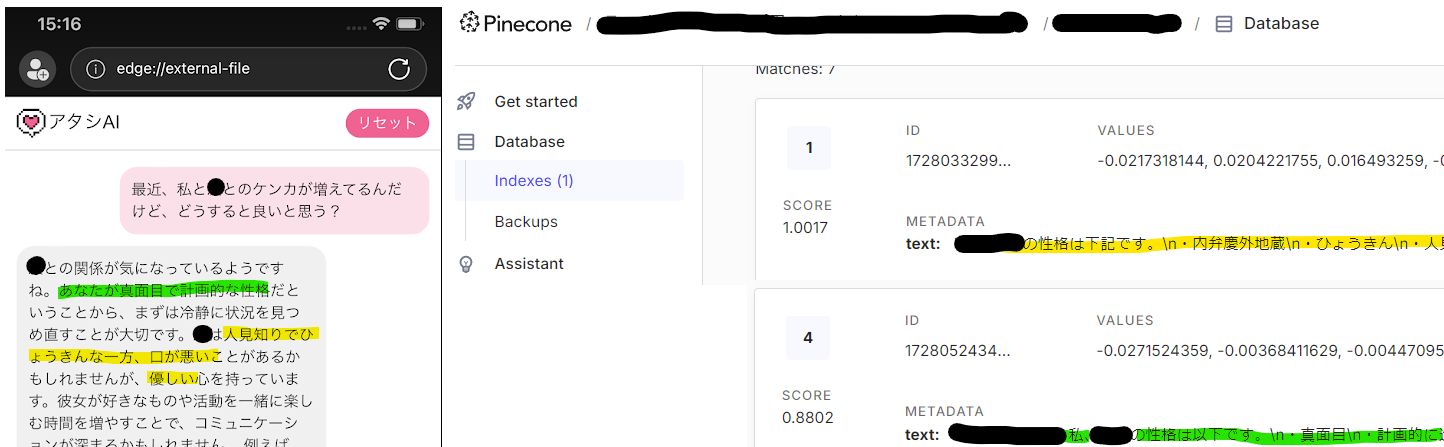 15:16
edge://external-file
アタシAI
リセット
最近、私と とのケンカが増えてるんだ
けど、どうすると良いと思う?
との関係が気になっているようです
ね。あなたが真面目で計画的な性格だと
いうことから、まずは冷静に状況を見つ
め直すことが大切です。 は人見知りでひ
ょうきんな一方、口が悪いことがあるか
もしれませんが、優しい心を持っていま
す。彼女が好きなものや活動を一緒に楽し
む時間を増やすことで、コミュニケーシ
ョンが深まるかもしれません。例えば
Pinecone / / / Database
Get started
Database
Indexes (1)
Backups
Assistant
Matches: 7
1
SCORE
1.0017
ID
1728033299...
VALUES
-0.0217318144, 0.0204221755, 0.016493259, -0
METADATA
text: の性格は下記です。\n・内弁慶外地蔵\n・ひょうきん\n・人見
4
SCORE
0.8802
ID
1728052434...
VALUES
-0.0271524359, -0.00368411629, -0.00447095
METADATA
text: 私、 の性格は以下です。\n・真面目\n・計画的に